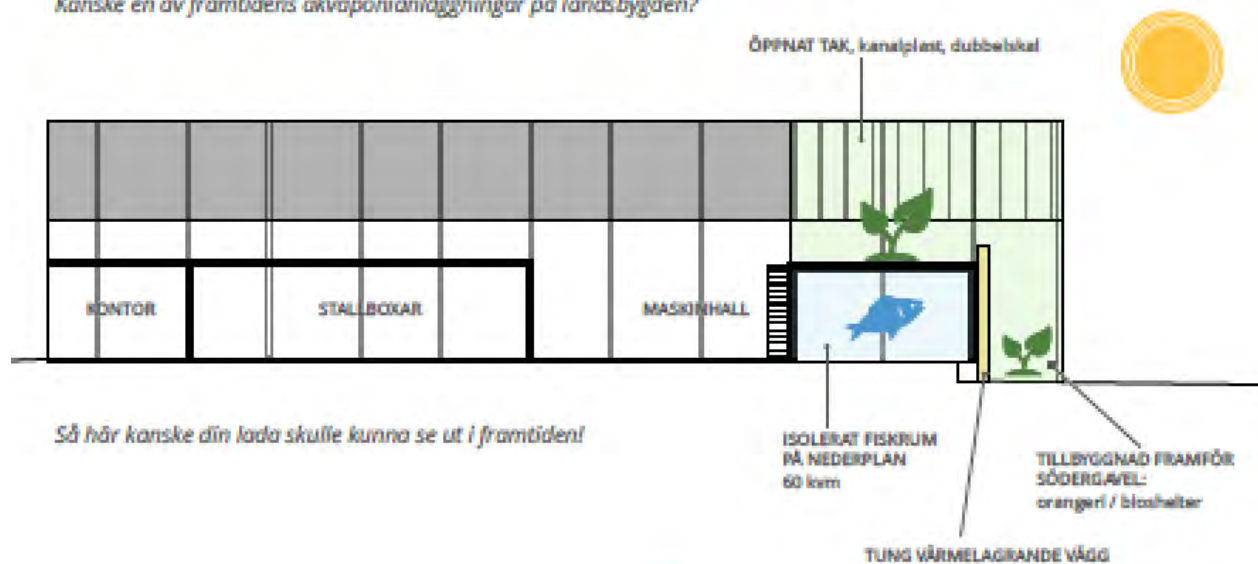 Kanske en av framtidens akvaponianläggningar på landsbygden?
ÖPPNAT TAK, kanalplast, dubbelskal
KONTOR
STALLBOXAR
MASKINHALL
Så här kanske din lada skulle kunna se ut i framtiden!
ISOLERAT FISKRUM
PÅ NEDERPLAN
60 kvm
TILLBYGGNAD FRAMFÖR
SÖDERGAVEL:
orangeri / bioshelter
TUNG VÄRMELAGRANDE VÄGG